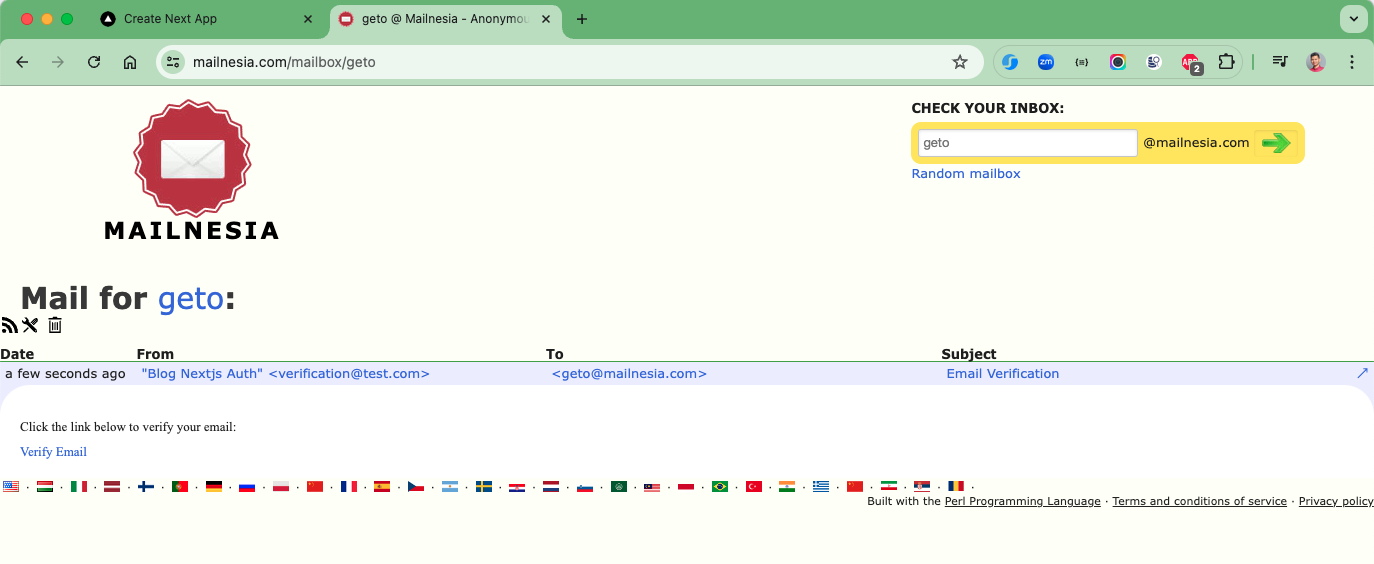 Create Next App
geto @ Mailnesia - Anonymou
mailnesia.com/mailbox/geto
zm
{≡}
2
CHECK YOUR INBOX:
geto @mailnesia.com
Random mailbox
MAILNESIA
Mail for geto:
Date From To Subject
a few seconds ago "Blog Nextjs Auth" <verification@test.com> <geto@mailnesia.com> Email Verification
Click the link below to verify your email:
Verify Email
Built with the Perl Programming Language · Terms and conditions of service · Privacy policy